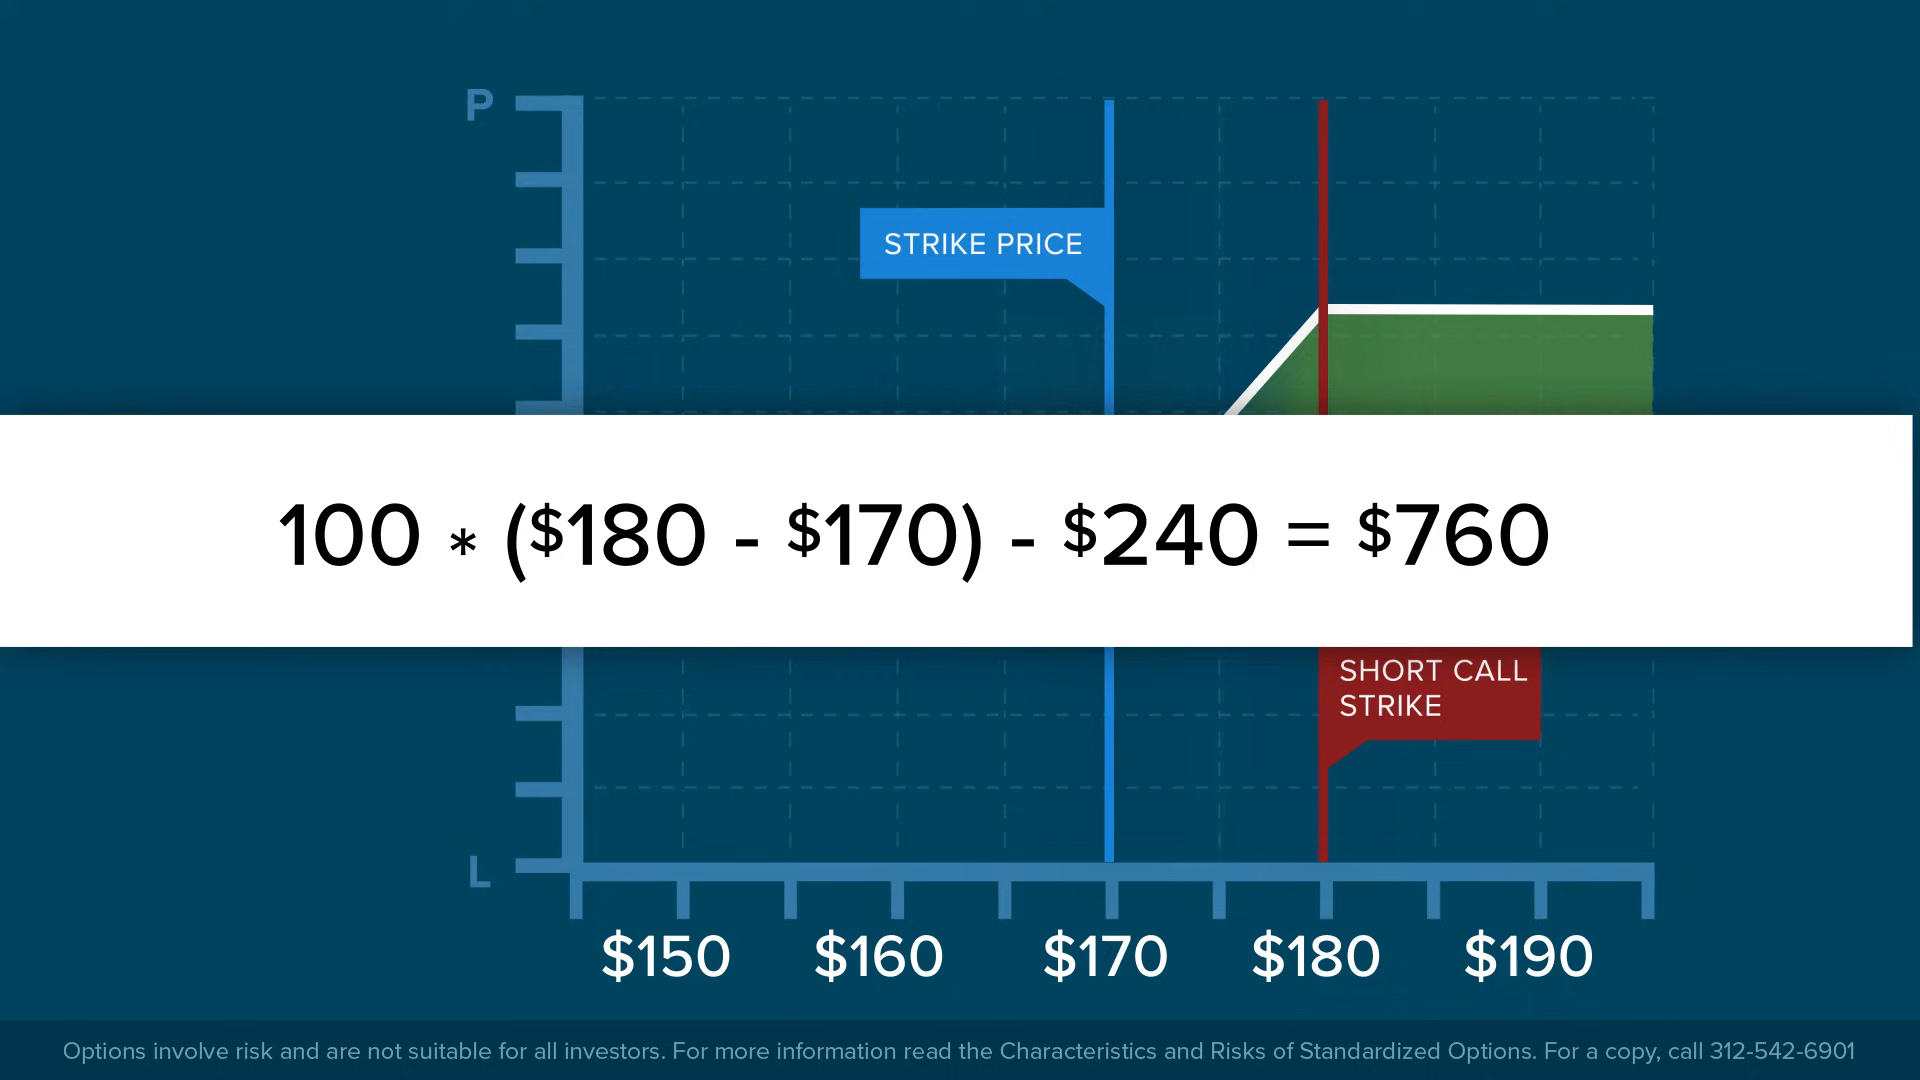 P
STRIKE PRICE
100 * ($180 - $170) - $240 = $760
SHORT CALL
STRIKE
L
$150 $160 $170 $180 $190
Options involve risk and are not suitable for all investors. For more information read the Characteristics and Risks of Standardized Options. For a copy, call 312-542-6901